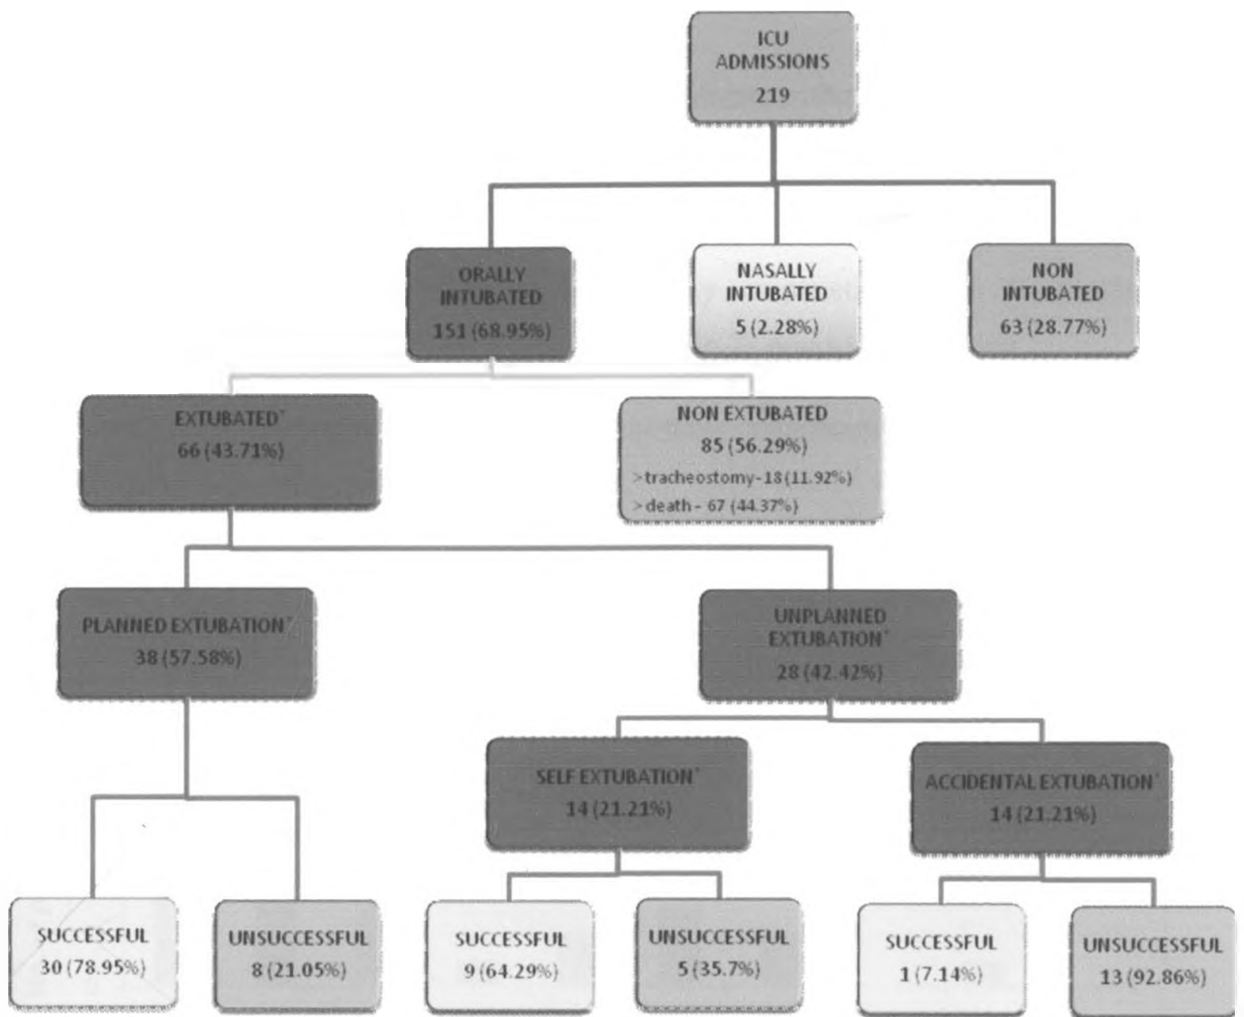 ICU
ADMISSIONS
219
ORALLY
INTUBATED
151 (68.95%)
NASALLY
INTUBATED
5 (2.28%)
NON
INTUBATED
63 (28.77%)
EXTUBATED*
66 (43.71%)
NON EXTUBATED
85 (56.29%)
>tracheostomy-18 (11.92%)
>death – 67 (44.37%)
PLANNED EXTUBATION*
38 (57.58%)
UNPLANNED
EXTUBATION*
28 (42.42%)
SELF EXTUBATION*
14 (21.21%)
ACCIDENTAL EXTUBATION*
14 (21.21%)
SUCCESSFUL
30 (78.95%)
UNSUCCESSFUL
8 (21.05%)
SUCCESSFUL
9 (64.29%)
UNSUCCESSFUL
5 (35.7%)
SUCCESSFUL
1 (7.14%)
UNSUCCESSFUL
13 (92.86%)